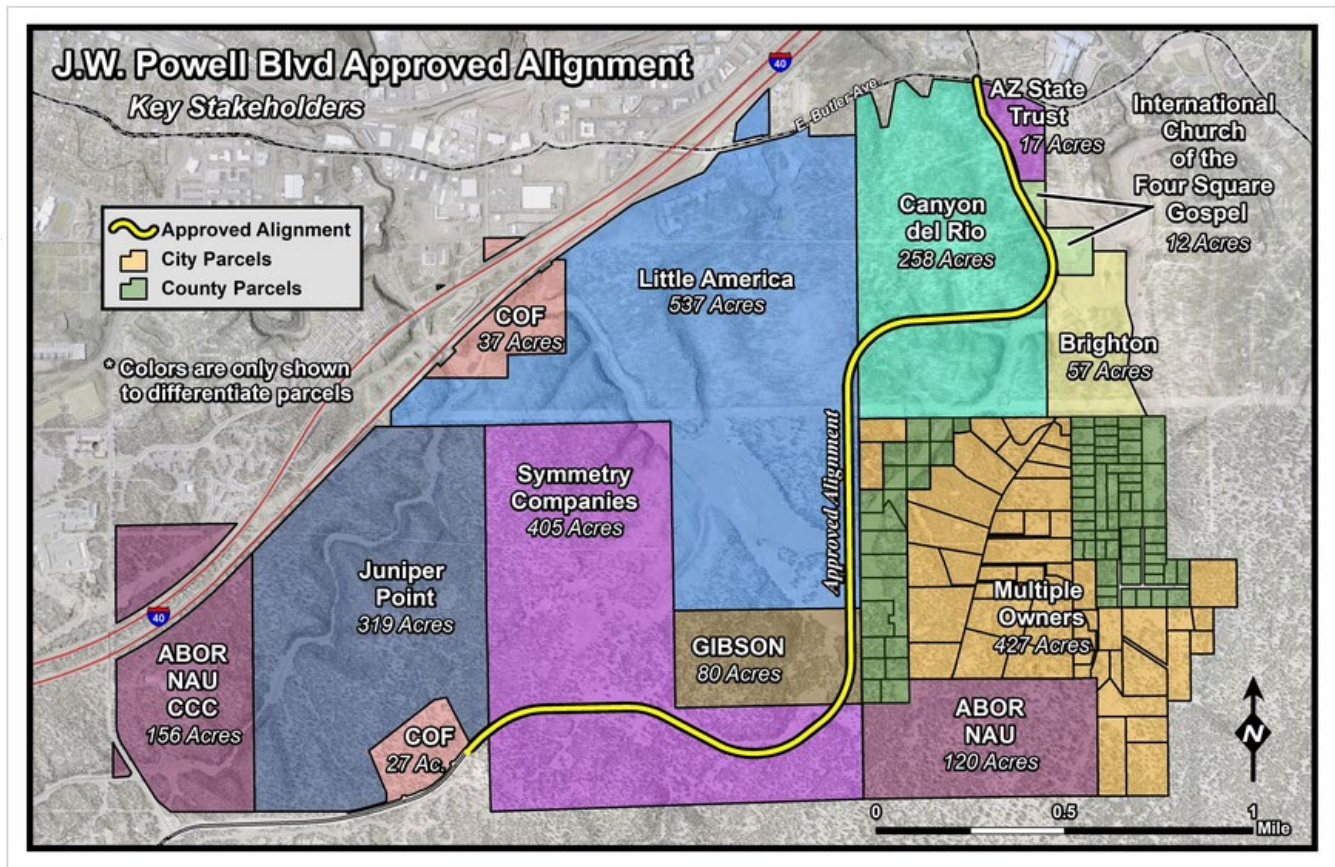 J.W. Powell Blvd Approved Alignment
Key Stakeholders
40
E. Butler Ave.
AZ State
Trust
17 Acres
International
Church
of the
Four Square
Gospel
12 Acres
Approved Alignment
City Parcels
County Parcels
* Colors are only shown
to differentiate parcels
Canyon
del Rio
258 Acres
Little America
537 Acres
COF
37 Acres
Brighton
57 Acres
Approved Alignment
Symmetry
Companies
405 Acres
Juniper
Point
319 Acres
Multiple
Owners
427 Acres
40
ABOR
NAU
CCC
156 Acres
GIBSON
80 Acres
COF
27 Ac.
ABOR
NAU
120 Acres
N
0 0.5 1
Mile